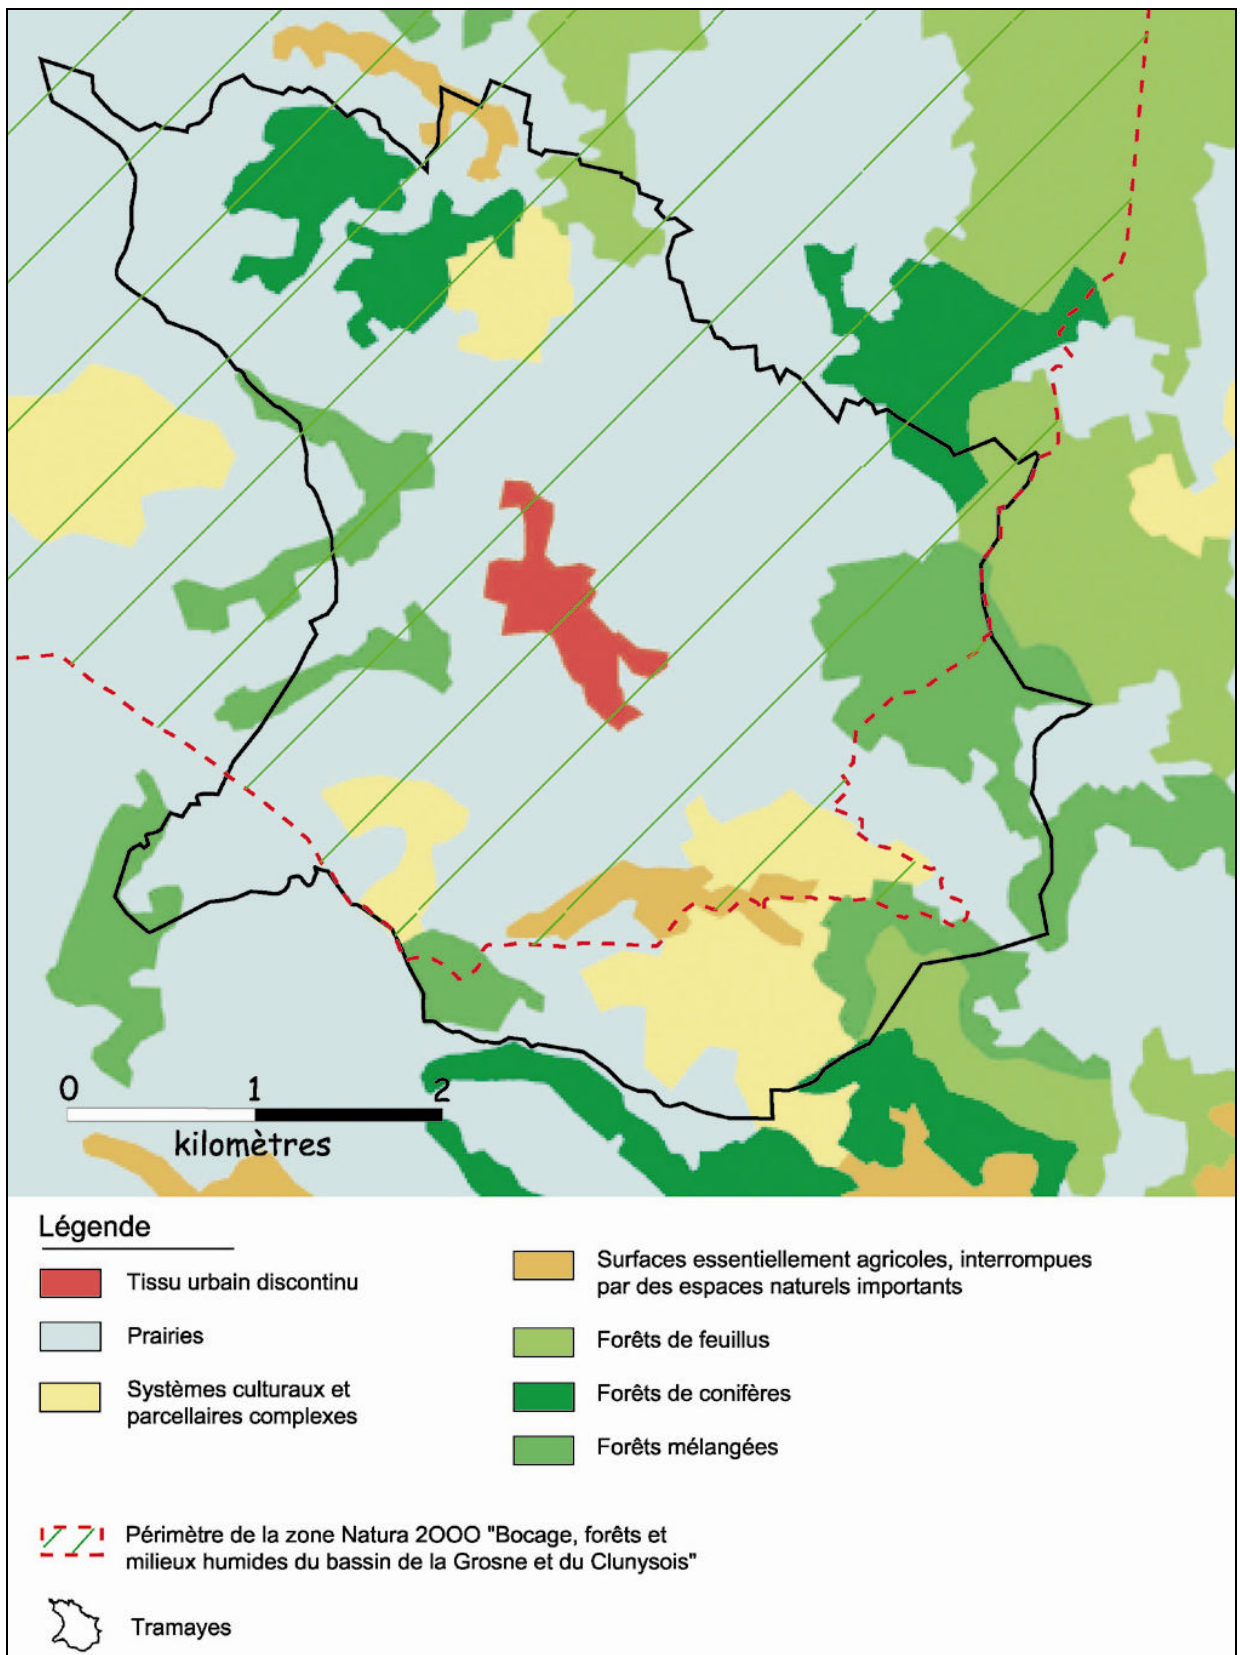 0 1 2
kilomètres
Légende
Tissu urbain discontinu
Prairies
Systèmes culturaux et
parcellaires complexes
Surfaces essentiellement agricoles, interrompues
par des espaces naturels importants
Forêts de feuillus
Forêts de conifères
Forêts mélangées
Périmètre de la zone Natura 2000 "Bocage, forêts et
milieux humides du bassin de la Grosne et du Clunysois"
Tramayes